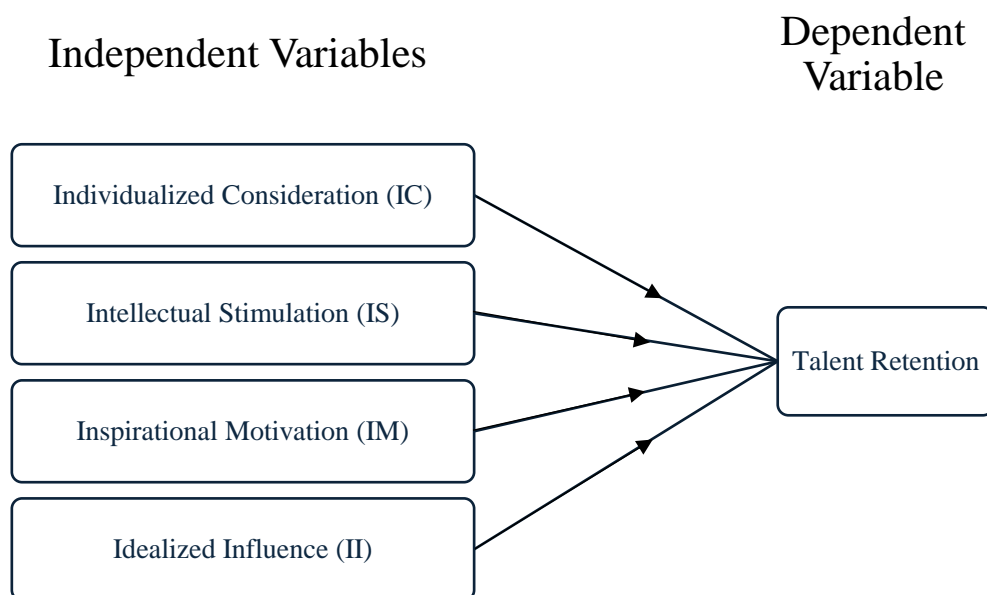 Independent Variables
Dependent
Variable
Individualized Consideration (IC)
Intellectual Stimulation (IS)
Talent Retention
Inspirational Motivation (IM)
Idealized Influence (II)